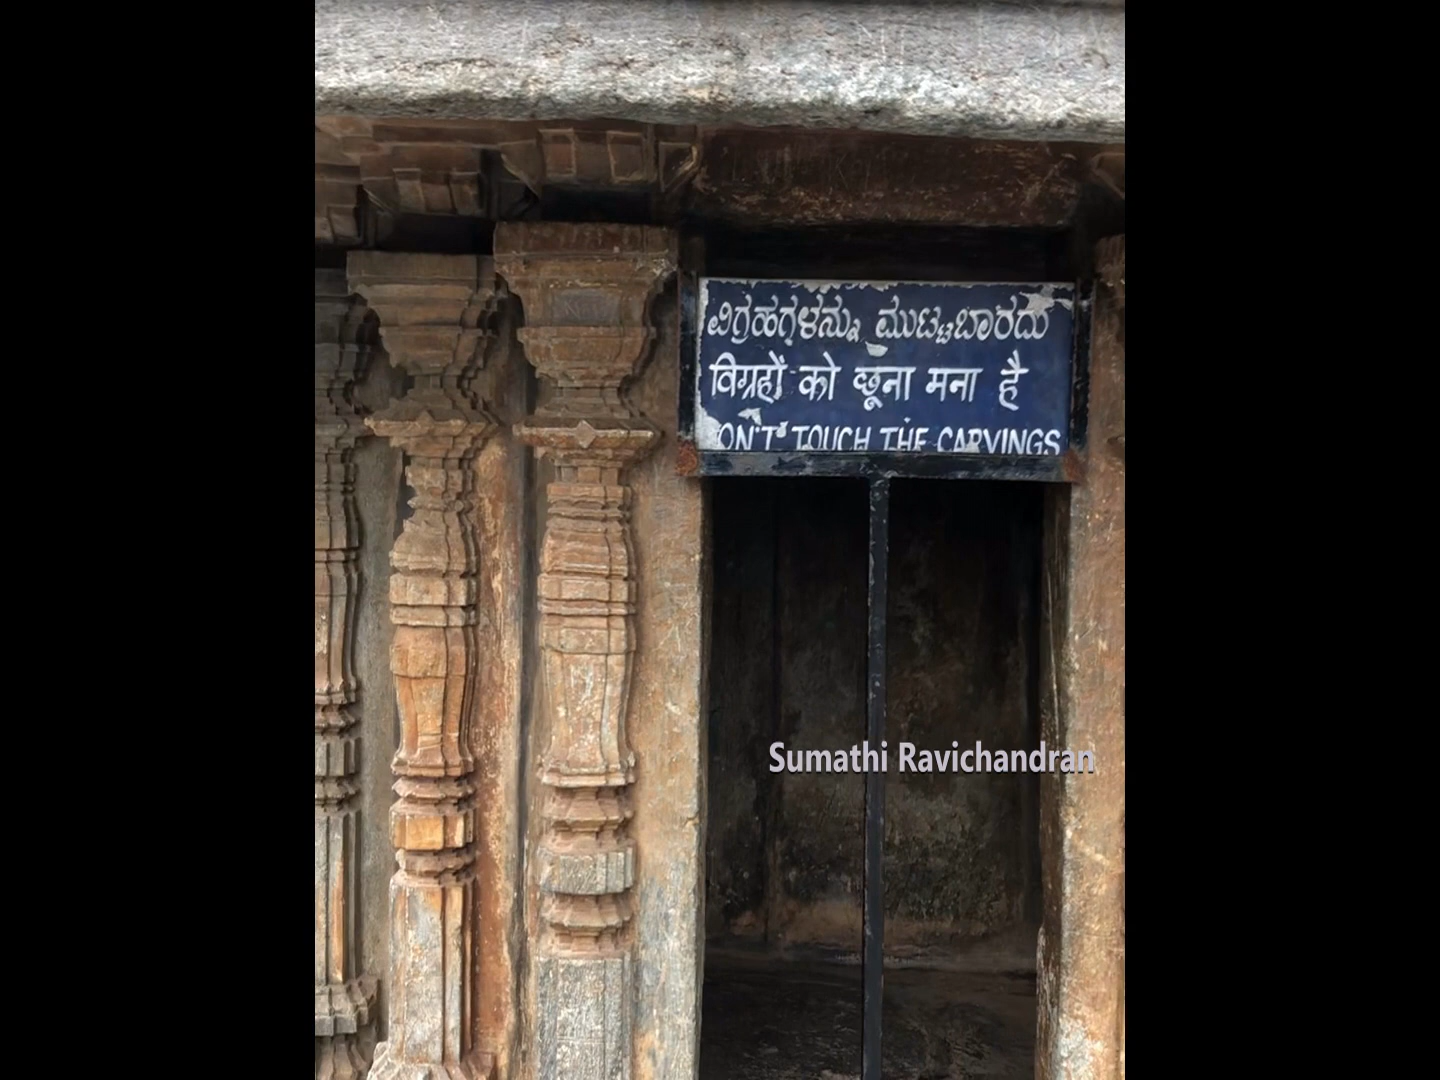 ವಿಗ್ರಹಗಳನ್ನು ಮುಟ್ಟಬಾರದು
विग्रहों को छूना मना है
ON'T TOUCH THE CARVINGS
Sumathi Ravichandran